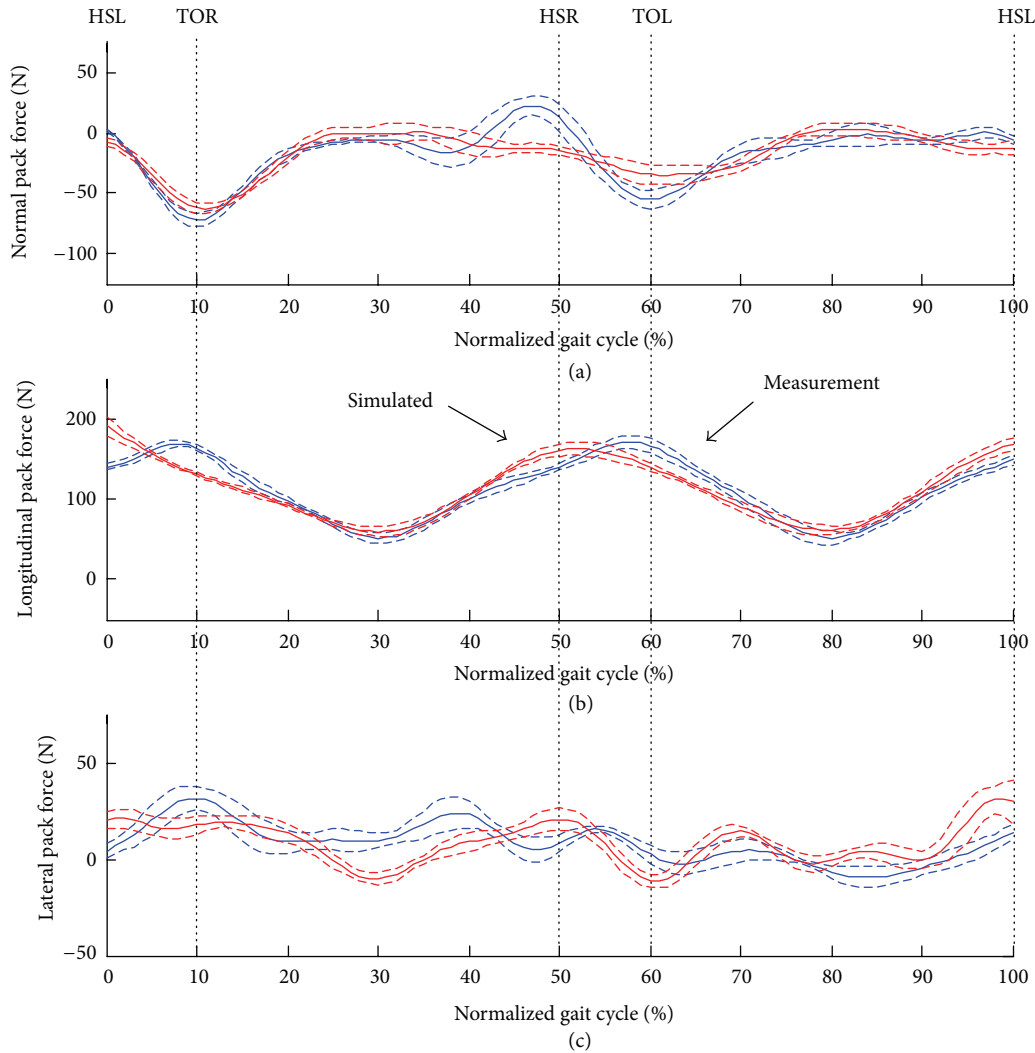 HSL TOR HSR TOL HSL
Normal pack force (N)
50
0
−50
−100
0 10 20 30 40 50 60 70 80 90 100
Normalized gait cycle (%)
(a)
Longitudinal pack force (N)
200
100
0
Simulated
Measurement
0 10 20 30 40 50 60 70 80 90 100
Normalized gait cycle (%)
(b)
Lateral pack force (N)
50
0
−50
0 10 20 30 40 50 60 70 80 90 100
Normalized gait cycle (%)
(c)